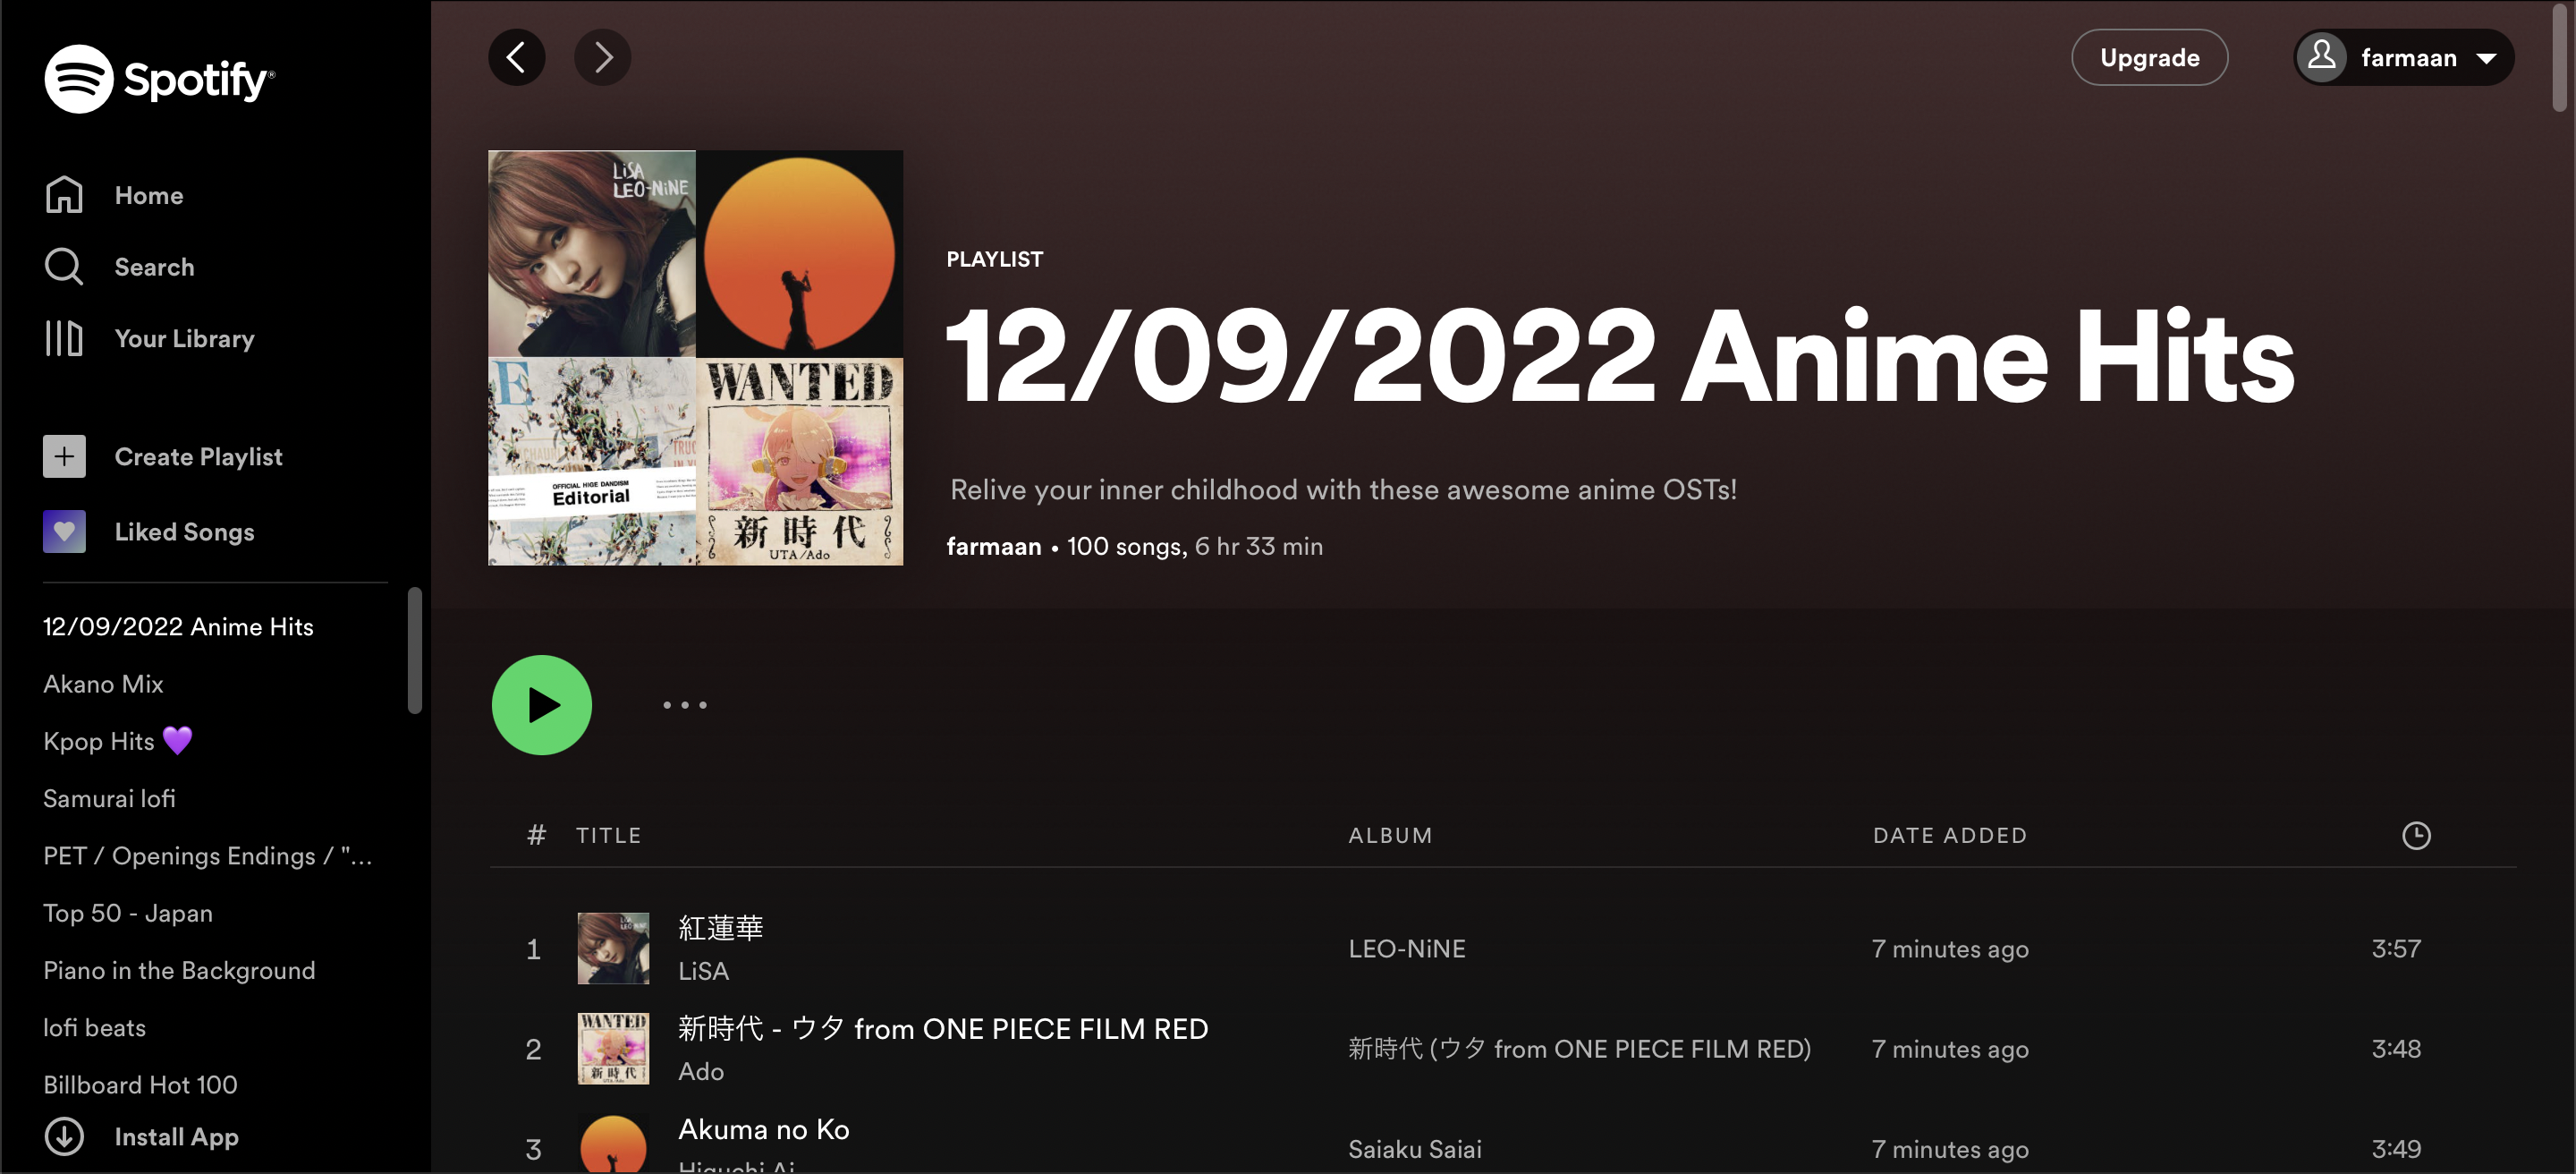 Spotify®
Home
Search
Your Library
Create Playlist
Liked Songs
12/09/2022 Anime Hits
Akano Mix
Kpop Hits 💜
Samurai lofi
PET / Openings Endings / "...
Top 50 - Japan
Piano in the Background
lofi beats
Billboard Hot 100
Install App
Upgrade
farmaan
LiSA
LEO-NiNE
E
OFFICIAL HIGE DANDISM
Editorial
WANTED
新時代
UTA/Ado
PLAYLIST
12/09/2022 Anime Hits
Relive your inner childhood with these awesome anime OSTs!
farmaan • 100 songs, 6 hr 33 min
# TITLE ALBUM DATE ADDED
1 紅蓮華 LEO-NiNE 7 minutes ago 3:57
LiSA
2 新時代 - ウタ from ONE PIECE FILM RED 新時代 (ウタ from ONE PIECE FILM RED) 7 minutes ago 3:48
Ado
WANTED
新時代
3 Akuma no Ko Saiaku Saiai 7 minutes ago 3:49
Higuchi Ai